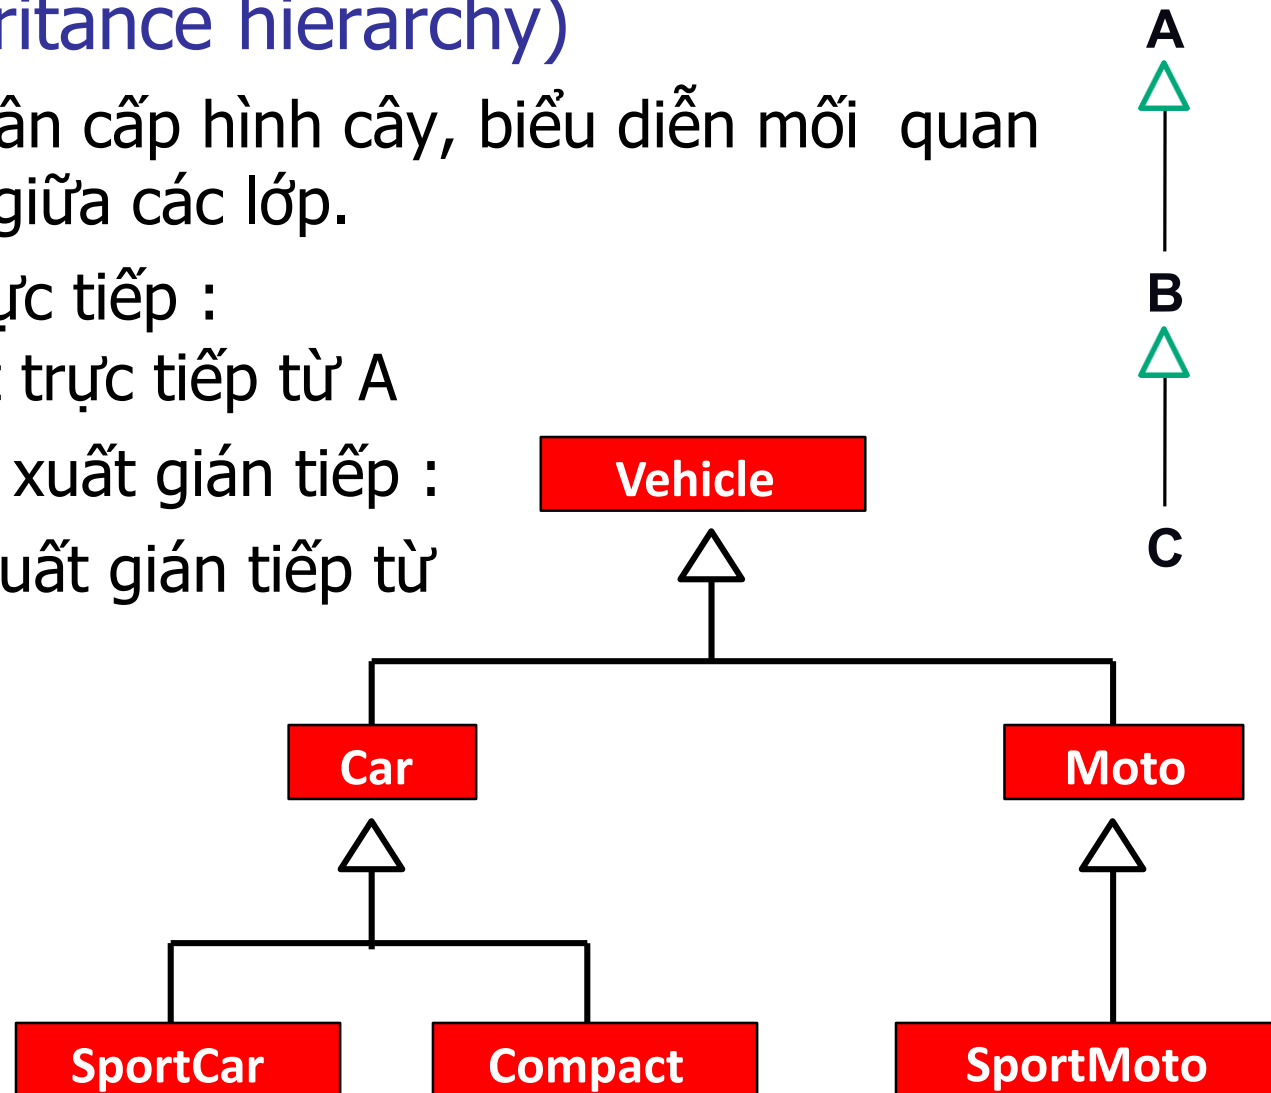 ritance hierarchy)
ân cấp hình cây, biểu diễn mối quan
giữa các lớp.
ực tiếp :
trực tiếp từ A
xuất gián tiếp :
uất gián tiếp từ
A
B
C
Vehicle
Car
Moto
SportCar
Compact
SportMoto